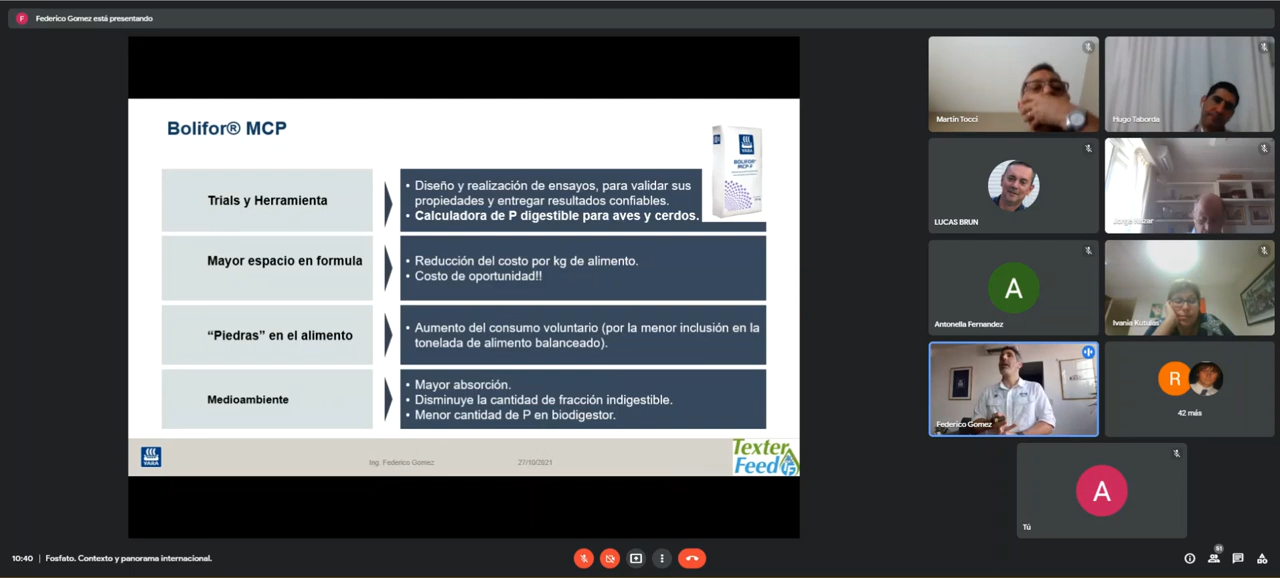 F Federico Gomez está presentando
Bolifor® MCP
YARA
BOLIFOR®
MCP-F
Trials y Herramienta
• Diseño y realización de ensayos, para validar sus
propiedades y entregar resultados confiables.
• Calculadora de P digestible para aves y cerdos.
Mayor espacio en formula
• Reducción del costo por kg de alimento.
• Costo de oportunidad!!
“Piedras” en el alimento
• Aumento del consumo voluntario (por la menor inclusión en la
tonelada de alimento balanceado).
Medioambiente
• Mayor absorción.
• Disminuye la cantidad de fracción indigestible.
• Menor cantidad de P en biodigestor.
YARA
Ing. Federico Gomez
27/10/2021
Texter
Feed
Martin Tocci
Hugo Taborda
LUCAS BRUN
Jorge Nazar
A
Antonella Fernandez
Ivania Kutulas
Federico Gomez
R
42 más
A
Tú
10:40 | Fosfato. Contexto y panorama internacional.
51